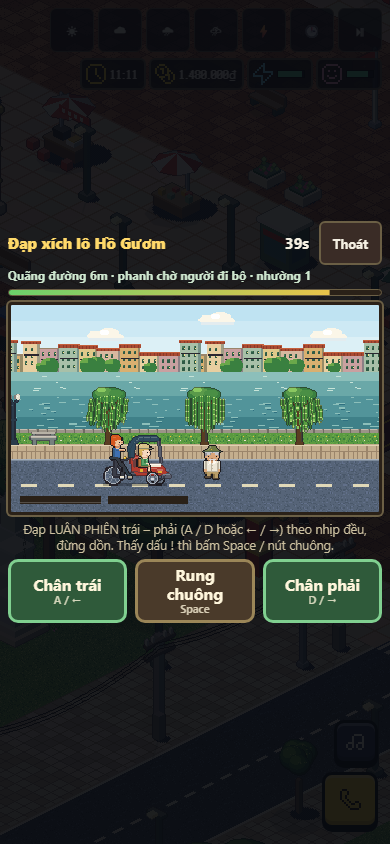 11:11
1.400.000₫
Đạp xích lô Hồ Gươm
39s
Thoát
Quãng đường 6m · phanh chờ người đi bộ · nhường 1
Đạp LUÂN PHIÊN trái – phải (A / D hoặc ← / →) theo nhịp đều,
đừng dồn. Thấy dấu ! thì bấm Space / nút chuông.
Chân trái
A / ←
Rung
chuông
Space
Chân phải
D / →